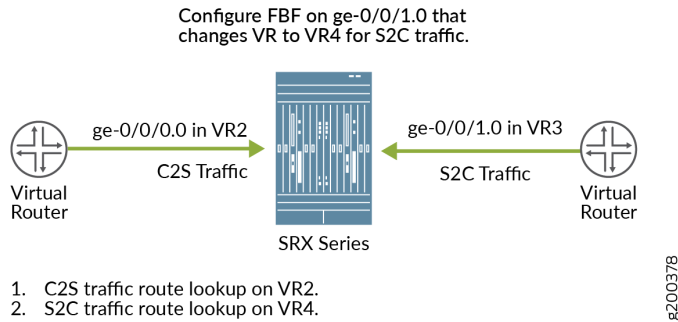 Configure FBF on ge-0/0/1.0 that
changes VR to VR4 for S2C traffic.
ge-0/0/0.0 in VR2
ge-0/0/1.0 in VR3
C2S Traffic
S2C Traffic
Virtual
Router
Virtual
Router
SRX Series
1. C2S traffic route lookup on VR2.
2. S2C traffic route lookup on VR4.
g200378